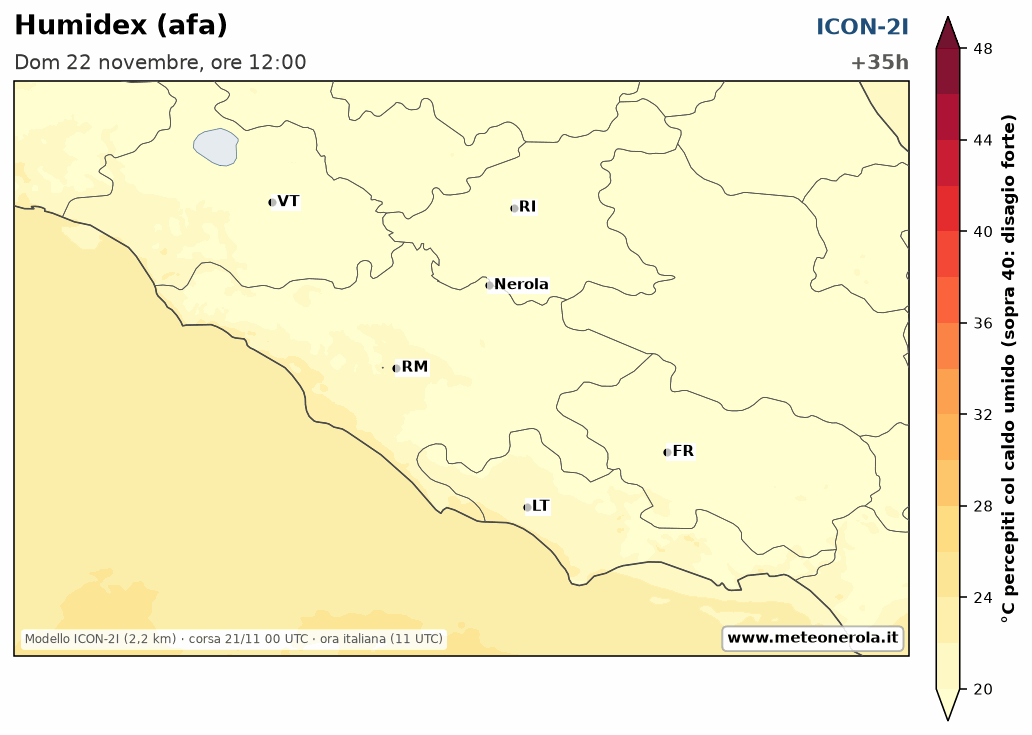 Humidex (afa)
ICON-2I
Dom 22 novembre, ore 12:00
+35h
VT
RI
Nerola
RM
FR
LT
Modello ICON-2I (2,2 km) · corsa 21/11 00 UTC · ora italiana (11 UTC)
www.meteonerola.it
48
44
40
36
32
28
24
20
°C percepiti col caldo umido (sopra 40: disagio forte)